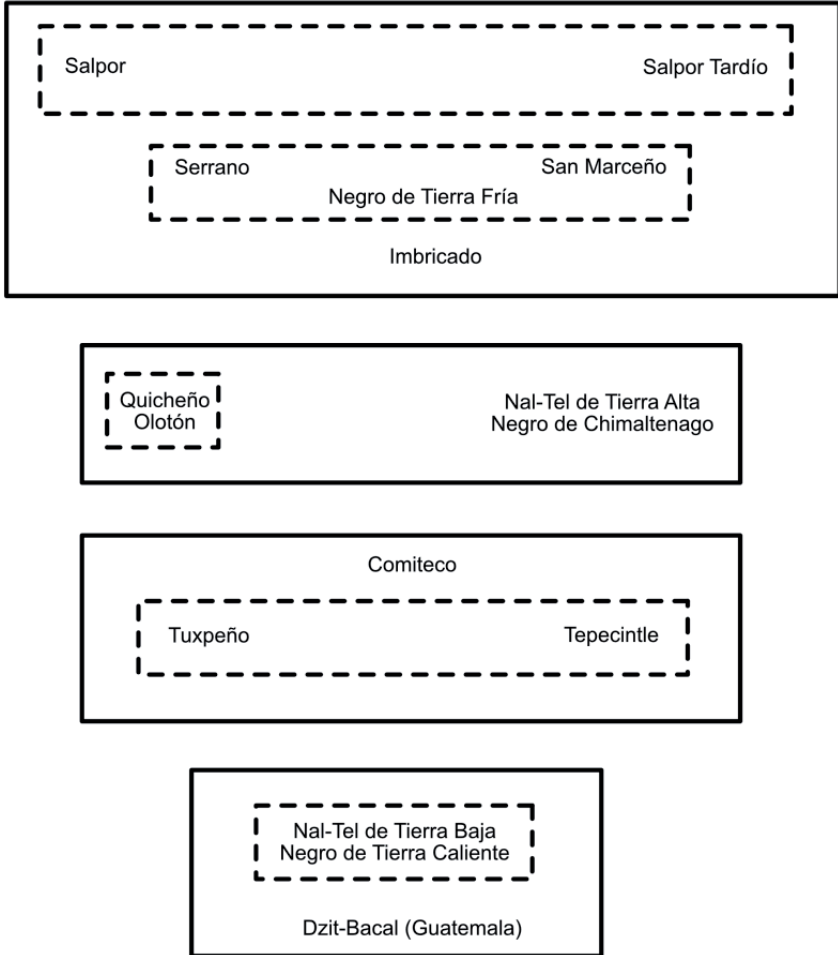 Salpor Salpor Tardío
Serrano San Marceño
Negro de Tierra Fría
Imbricado
Quicheño
Olotón
Nal-Tel de Tierra Alta
Negro de Chimaltenago
Comiteco
Tuxpeño Tepecintle
Nal-Tel de Tierra Baja
Negro de Tierra Caliente
Dzit-Bacal (Guatemala)